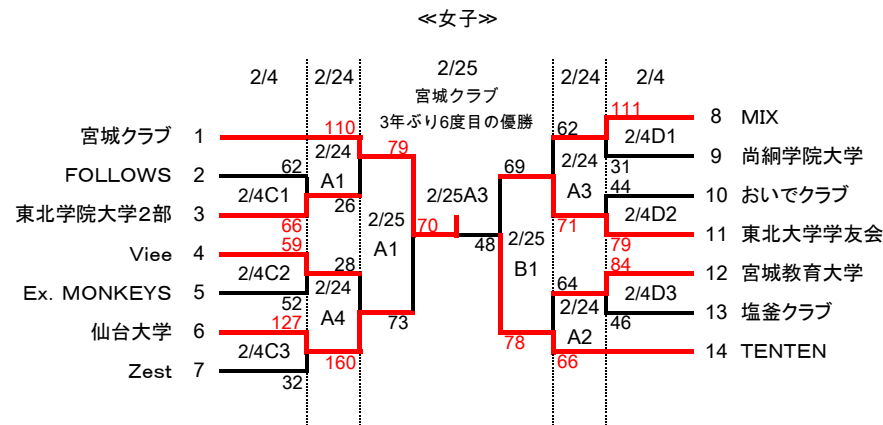 ≪女子≫
2/4 2/24 2/25 2/24 2/4
宮城クラブ
3年ぶり6度目の優勝
宮城クラブ 1 110 79 62 111 8 MIX
2/24 2/4D1
FOLLOWS 2 62 A1 69 2/24 31 9 尚絅学院大学
2/4C1 2/25A3 A3 44 10 おいでクラブ
東北学院大学2部 3 66 26 2/25 70 48 71 2/4D2
Viee 4 59 A1 2/25 79 11 東北大学学友会
2/4C2 28 B1 64 84 12 宮城教育大学
Ex. MONKEYS 5 52 2/24 2/24 2/4D3
仙台大学 6 127 A4 73 78 A2 46 13 塩釜クラブ
2/4C3 160 66 14 TENTEN
Zest 7 32